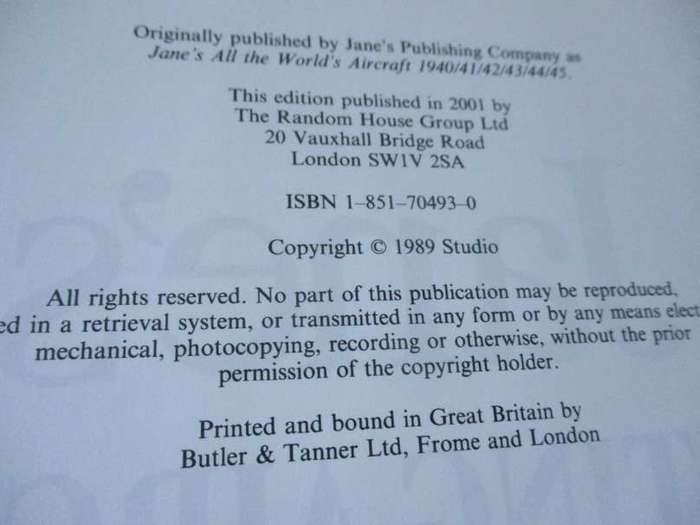 Originally published by Jane's Publishing Company as
Jane's All the World's Aircraft 1940/41/42/43/44/45.
This edition published in 2001 by
The Random House Group Ltd
20 Vauxhall Bridge Road
London SW1V 2SA
ISBN 1–851–70493–0
Copyright © 1989 Studio
All rights reserved. No part of this publication may be reproduced,
ed in a retrieval system, or transmitted in any form or by any means elect
mechanical, photocopying, recording or otherwise, without the prior
permission of the copyright holder.
Printed and bound in Great Britain by
Butler & Tanner Ltd, Frome and London